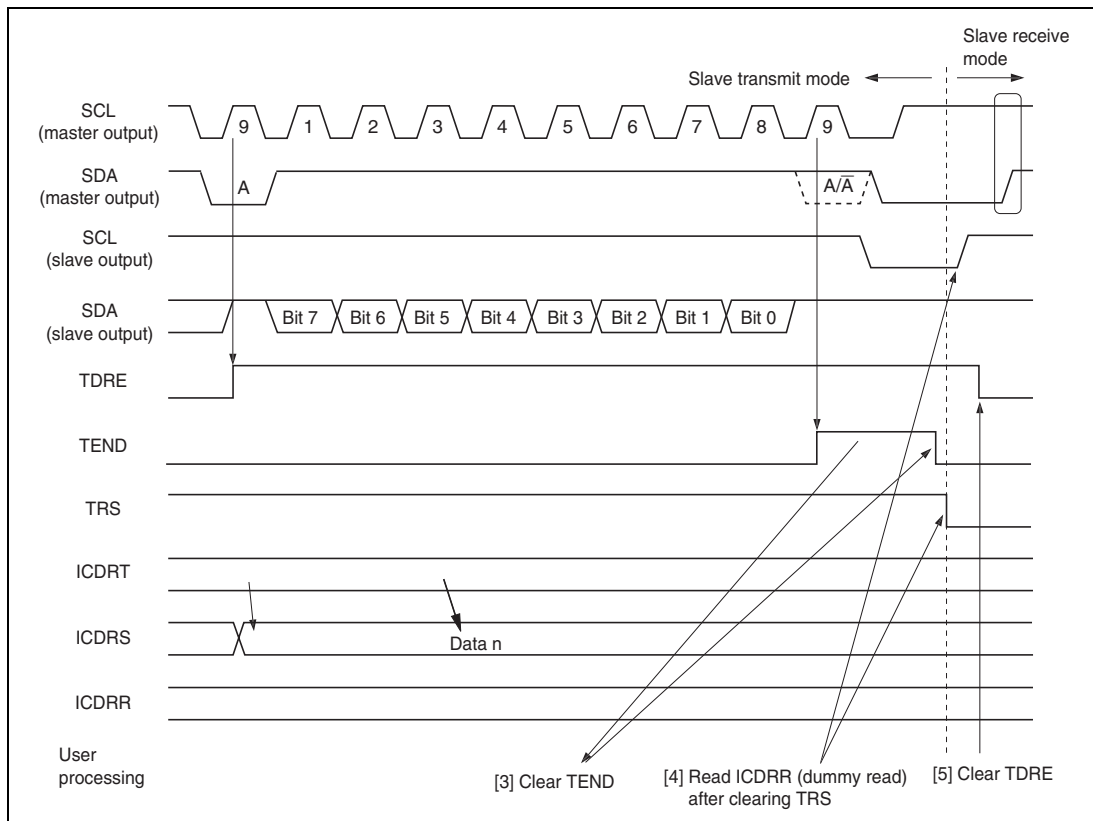 Slave receive
mode
Slave transmit mode
SCL
(master output)
9 1 2 3 4 5 6 7 8 9
SDA
(master output)
A A/A̅
SCL
(slave output)
SDA
(slave output)
Bit 7 Bit 6 Bit 5 Bit 4 Bit 3 Bit 2 Bit 1 Bit 0
TDRE
TEND
TRS
ICDRT
ICDRS
Data n
ICDRR
User
processing
[3] Clear TEND
[4] Read ICDRR (dummy read)
after clearing TRS
[5] Clear TDRE